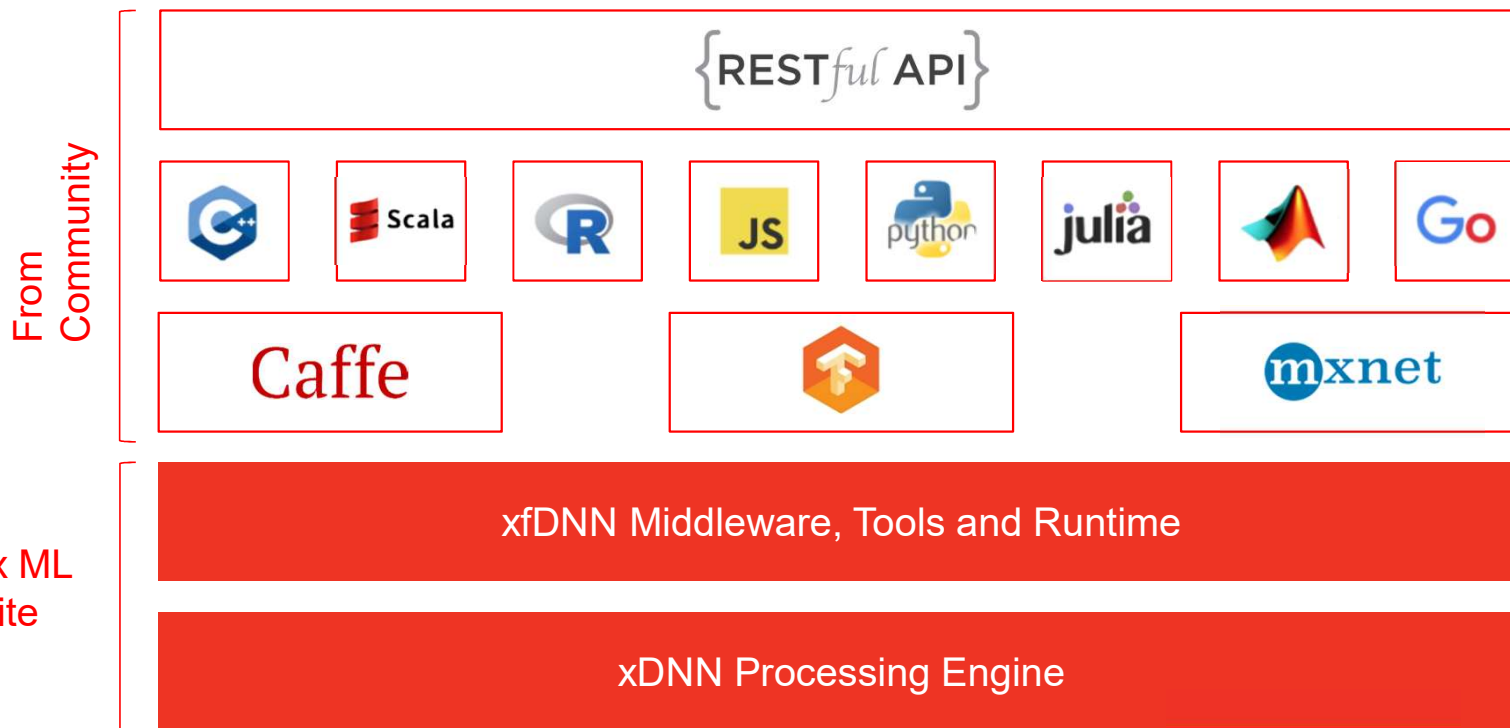 {RESTful API}
From
Community
C++
Scala
R
JS
python
julia
Go
Caffe
TF
mxnet
x ML
ite
xfDNN Middleware, Tools and Runtime
xDNN Processing Engine